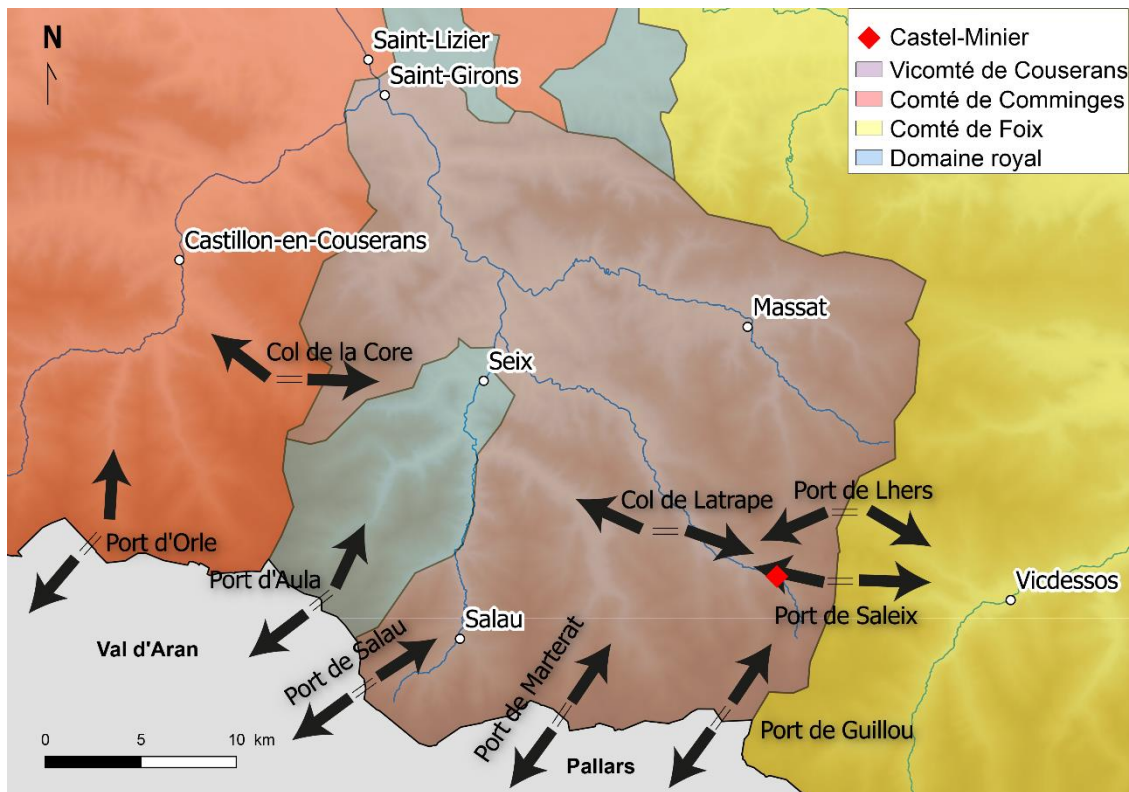 N
Saint-Lizier
Saint-Girons
Castel-Minier
Vicomté de Couserans
Comté de Comminges
Comté de Foix
Domaine royal
Castillon-en-Couserans
Massat
Col de la Core
Seix
Col de Latrape
Port de Lhers
Port d'Orle
Port d'Aula
Vicdessos
Port de Saleix
Val d'Aran
Port de Salau
Salau
Port de Marterat
Port de Guillou
0 5 10 km
Pallars